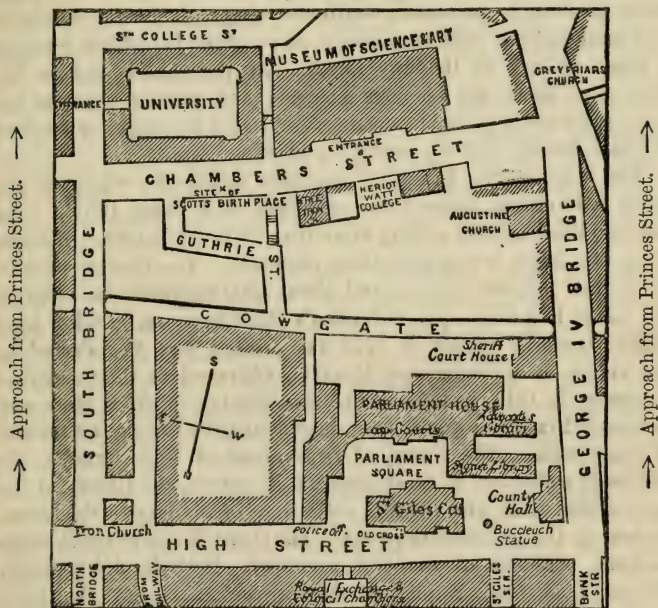 Sᵀᴴ COLLEGE Sᵀ
MUSEUM OF SCIENCE & ART
GREYFRIARS
CHURCH
UNIVERSITY
ENTRANCE
CHAMBERS STREET
SITE OF
SCOTTS BIRTH PLACE
HERIOT
WATT
COLLEGE
AUGUSTINE
CHURCH
GUTHRIE ST.
SOUTH BRIDGE
GEORGE IV BRIDGE
COWGATE
Sheriff
Court House
S
E
W
N
PARLIAMENT HOUSE
Law Courts
Advocates
Library
PARLIAMENT
SQUARE
Signet Library
St Giles Cat
County
Hall
Buccleuch
Statue
Tron Church
POLICE OFF.
OLD CROSS
HIGH STREET
NORTH
BRIDGE
FROM
RAILWAY
Royal Exchange &
Council Chambers
ST GILES
STR.
BANK
STR
→ Approach from Princes Street. →
→ Approach from Princes Street. →